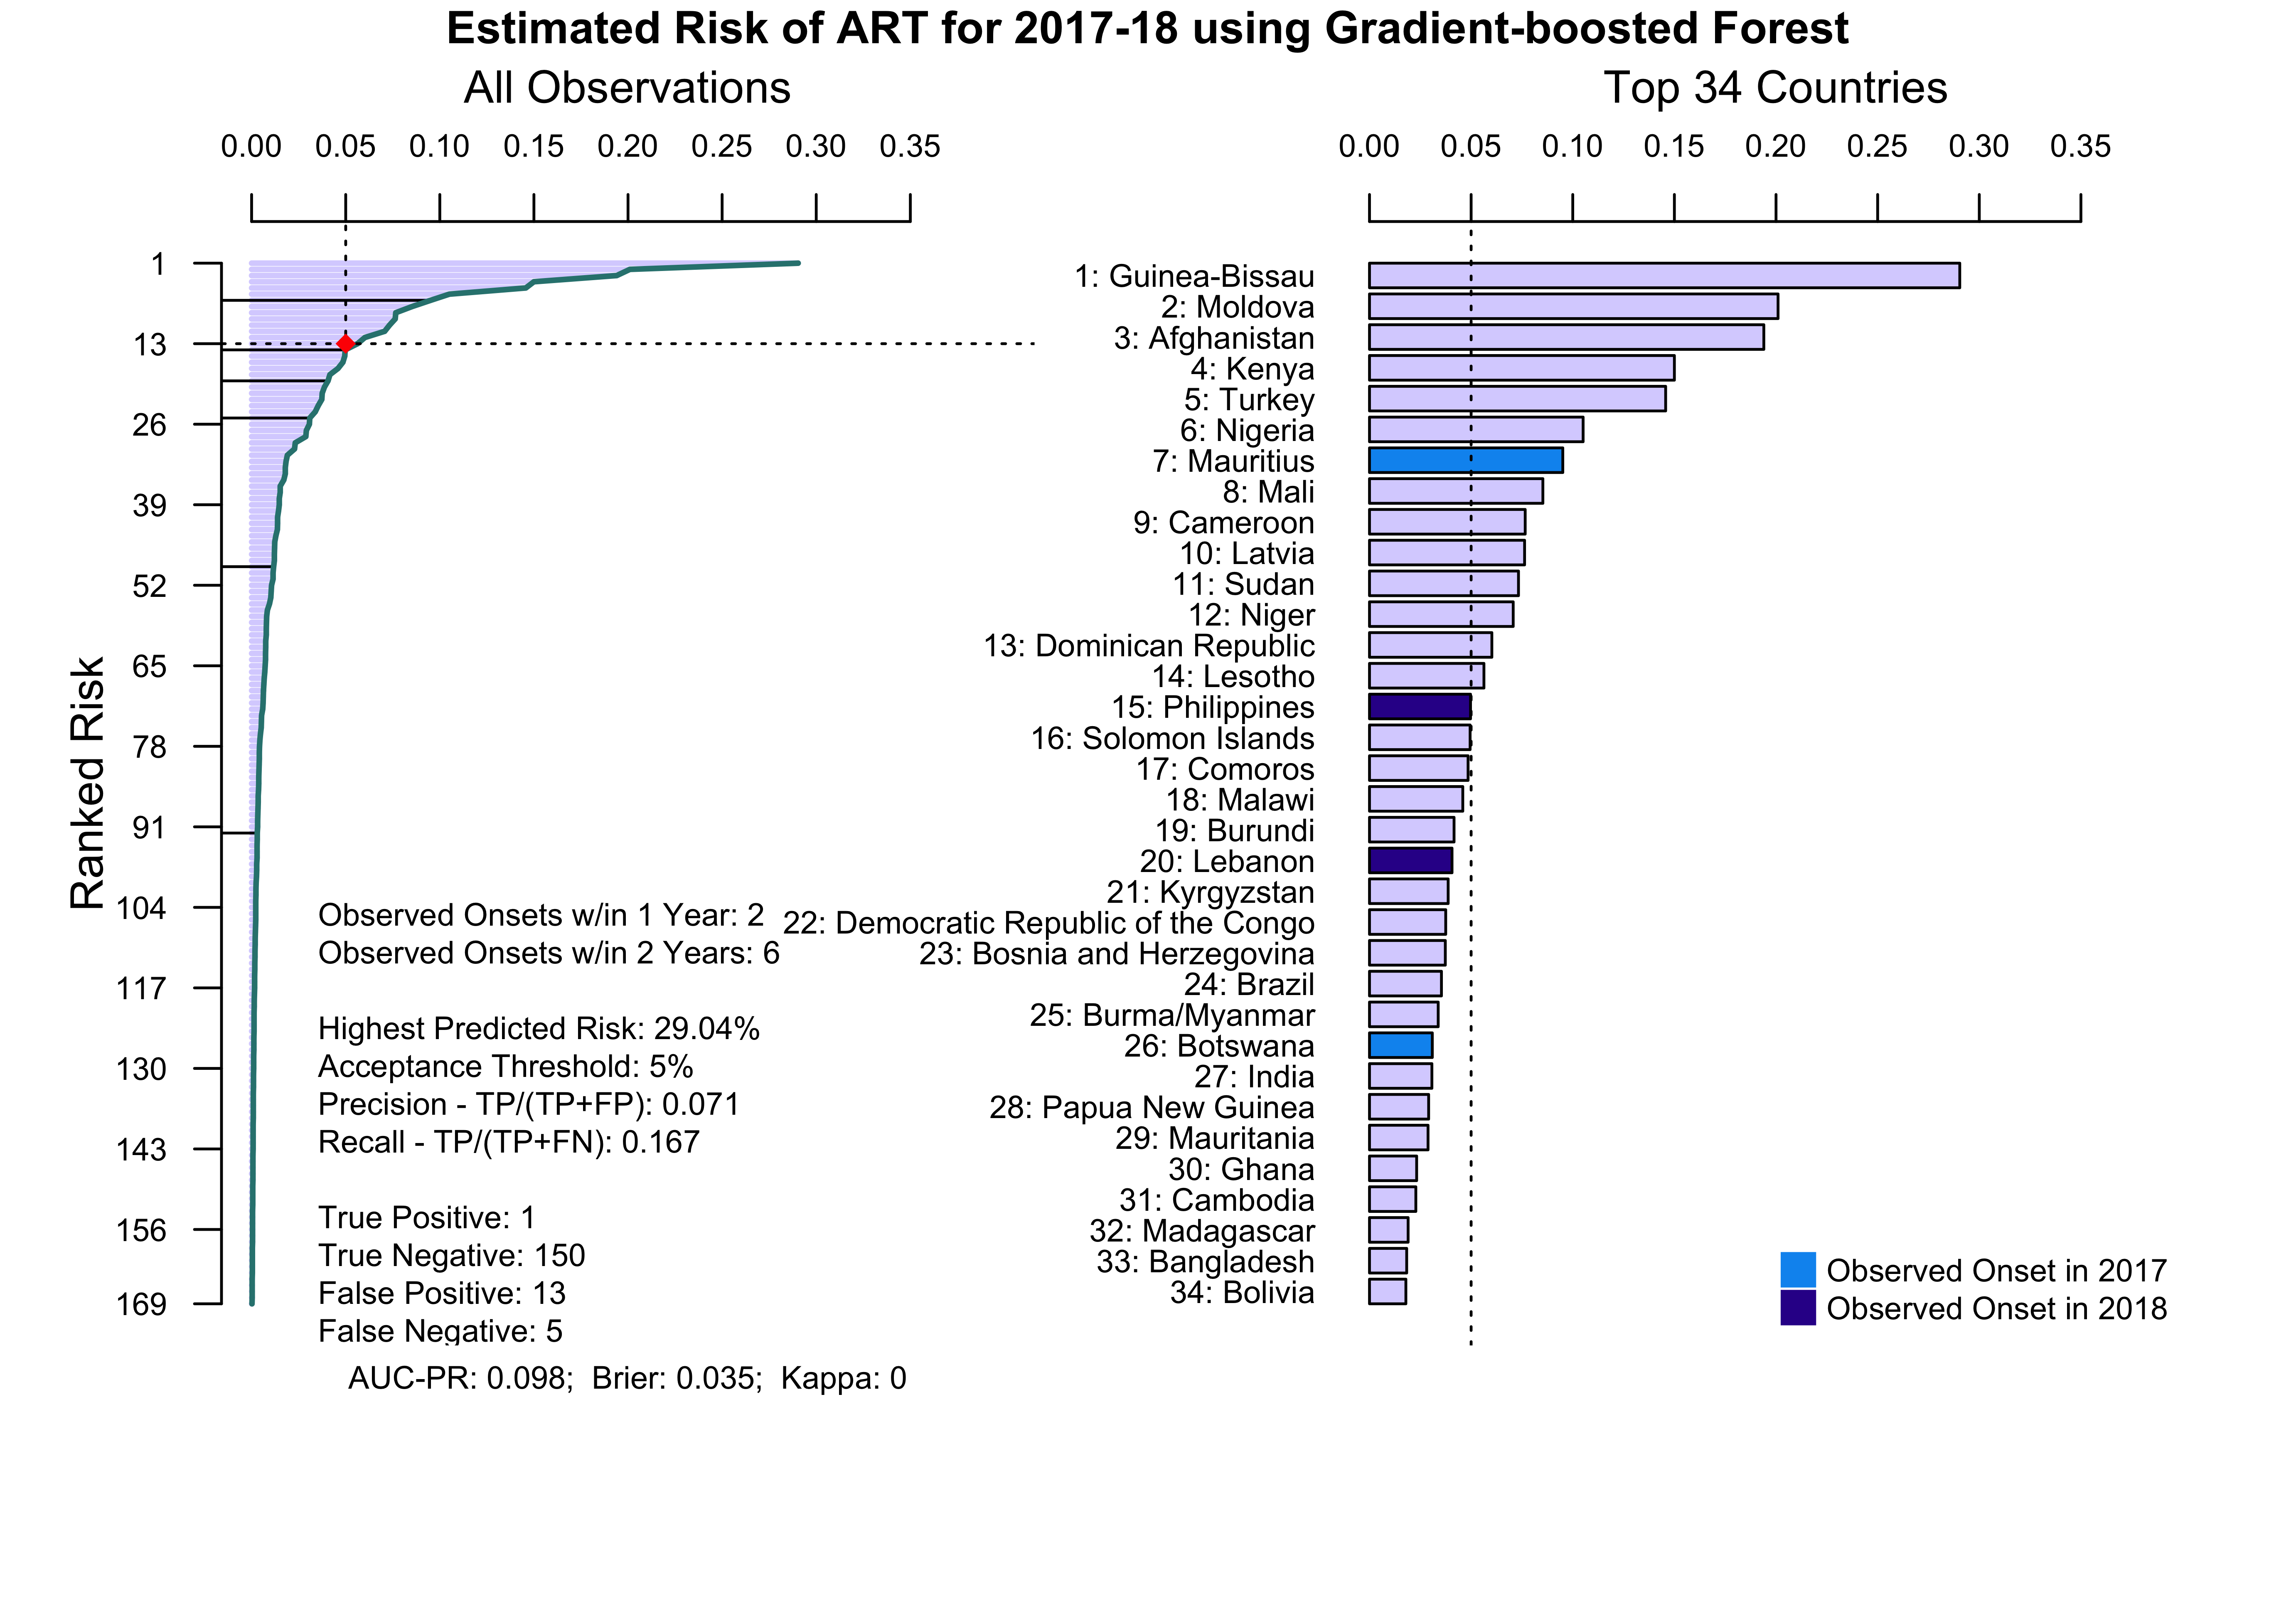 Estimated Risk of ART for 2017-18 using Gradient-boosted Forest
All Observations
0.00 0.05 0.10 0.15 0.20 0.25 0.30 0.35
Ranked Risk
1
13
26
39
52
65
78
91
104
117
130
143
156
169
Observed Onsets w/in 1 Year: 2
Observed Onsets w/in 2 Years: 6
Highest Predicted Risk: 29.04%
Acceptance Threshold: 5%
Precision - TP/(TP+FP): 0.071
Recall - TP/(TP+FN): 0.167
True Positive: 1
True Negative: 150
False Positive: 13
False Negative: 5
AUC-PR: 0.098; Brier: 0.035; Kappa: 0
Top 34 Countries
0.00 0.05 0.10 0.15 0.20 0.25 0.30 0.35
1: Guinea-Bissau
2: Moldova
3: Afghanistan
4: Kenya
5: Turkey
6: Nigeria
7: Mauritius
8: Mali
9: Cameroon
10: Latvia
11: Sudan
12: Niger
13: Dominican Republic
14: Lesotho
15: Philippines
16: Solomon Islands
17: Comoros
18: Malawi
19: Burundi
20: Lebanon
21: Kyrgyzstan
22: Democratic Republic of the Congo
23: Bosnia and Herzegovina
24: Brazil
25: Burma/Myanmar
26: Botswana
27: India
28: Papua New Guinea
29: Mauritania
30: Ghana
31: Cambodia
32: Madagascar
33: Bangladesh
34: Bolivia
Observed Onset in 2017
Observed Onset in 2018